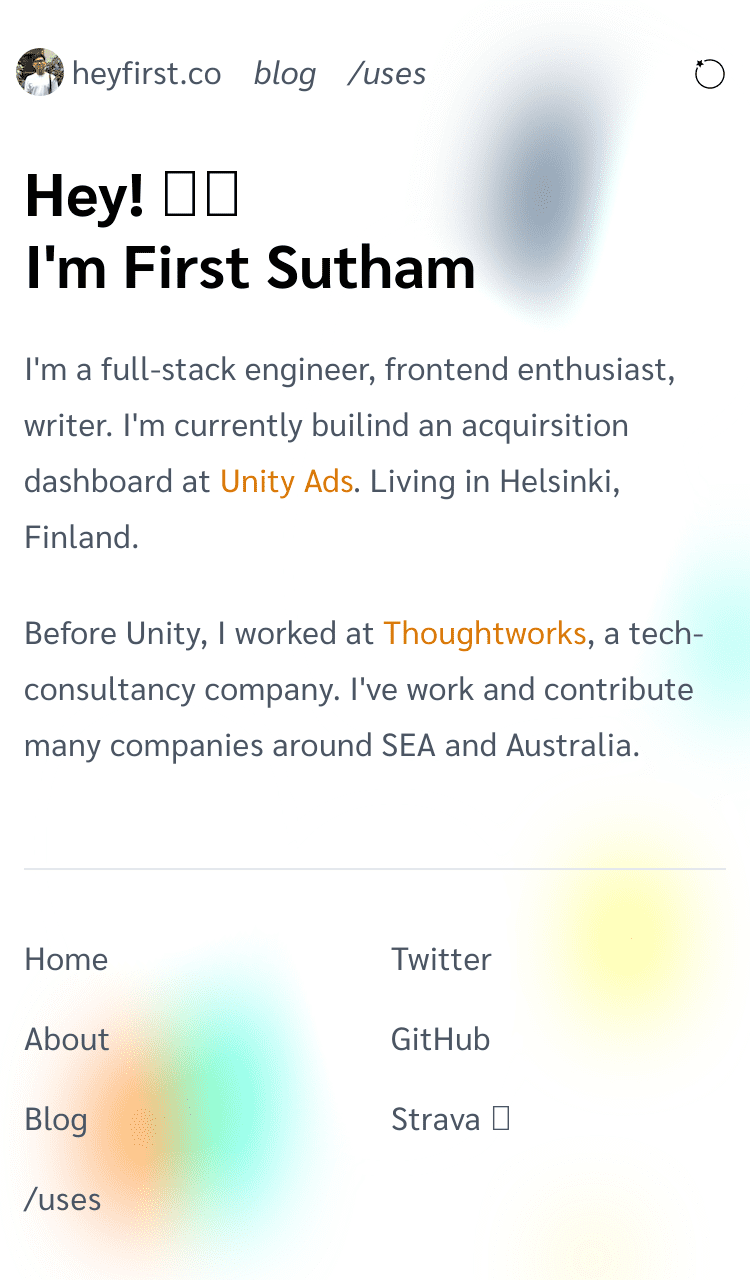 heyfirst.co blog /uses
Hey! 
I'm First Sutham
I'm a full-stack engineer, frontend enthusiast,
writer. I'm currently builind an acquirsition
dashboard at Unity Ads. Living in Helsinki,
Finland.
Before Unity, I worked at Thoughtworks, a tech-
consultancy company. I've work and contribute
many companies around SEA and Australia.
Home
About
Blog
/uses
Twitter
GitHub
Strava